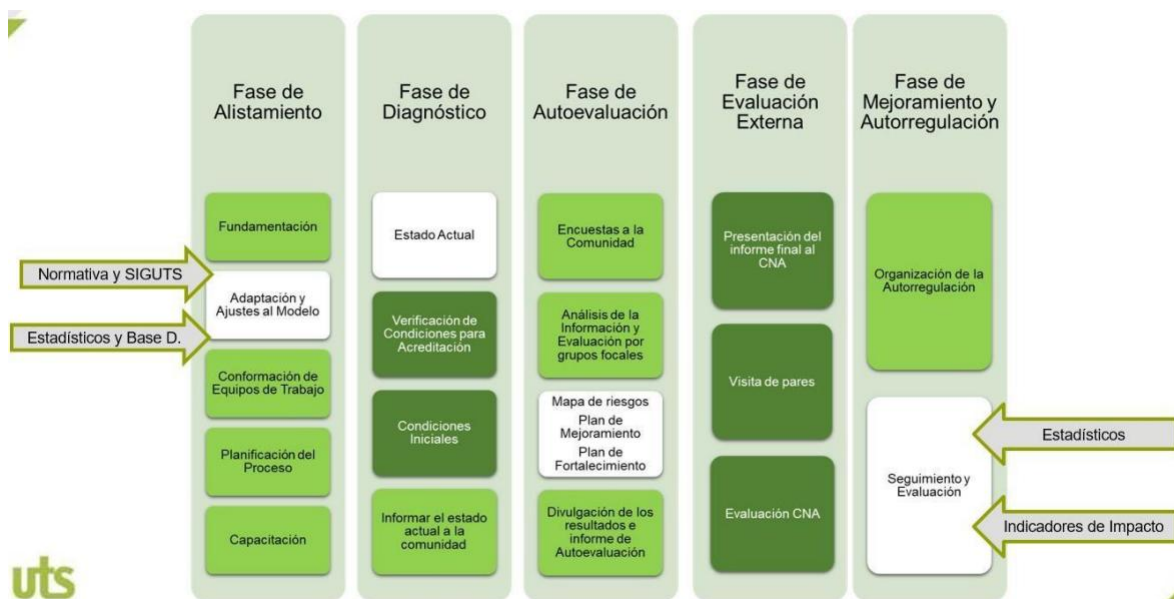 Fase de
Alistamiento
Fundamentación
Normativa y SIGUTS
Adaptación y
Ajustes al Modelo
Estadísticos y Base D.
Conformación de
Equipos de Trabajo
Planificación del
Proceso
Capacitación
Fase de
Diagnóstico
Estado Actual
Verificación de
Condiciones para
Acreditación
Condiciones
Iniciales
Informar el estado
actual a la
comunidad
Fase de
Autoevaluación
Encuestas a la
Comunidad
Análisis de la
Información y
Evaluación por
grupos focales
Mapa de riesgos
Plan de
Mejoramiento
Plan de
Fortalecimiento
Divulgación de los
resultados e
informe de
Autoevaluación
Fase de
Evaluación
Externa
Presentación del
informe final al
CNA
Visita de pares
Evaluación CNA
Fase de
Mejoramiento y
Autorregulación
Organización de la
Autorregulación
Seguimiento y
Evaluación
Estadísticos
Indicadores de Impacto
uts